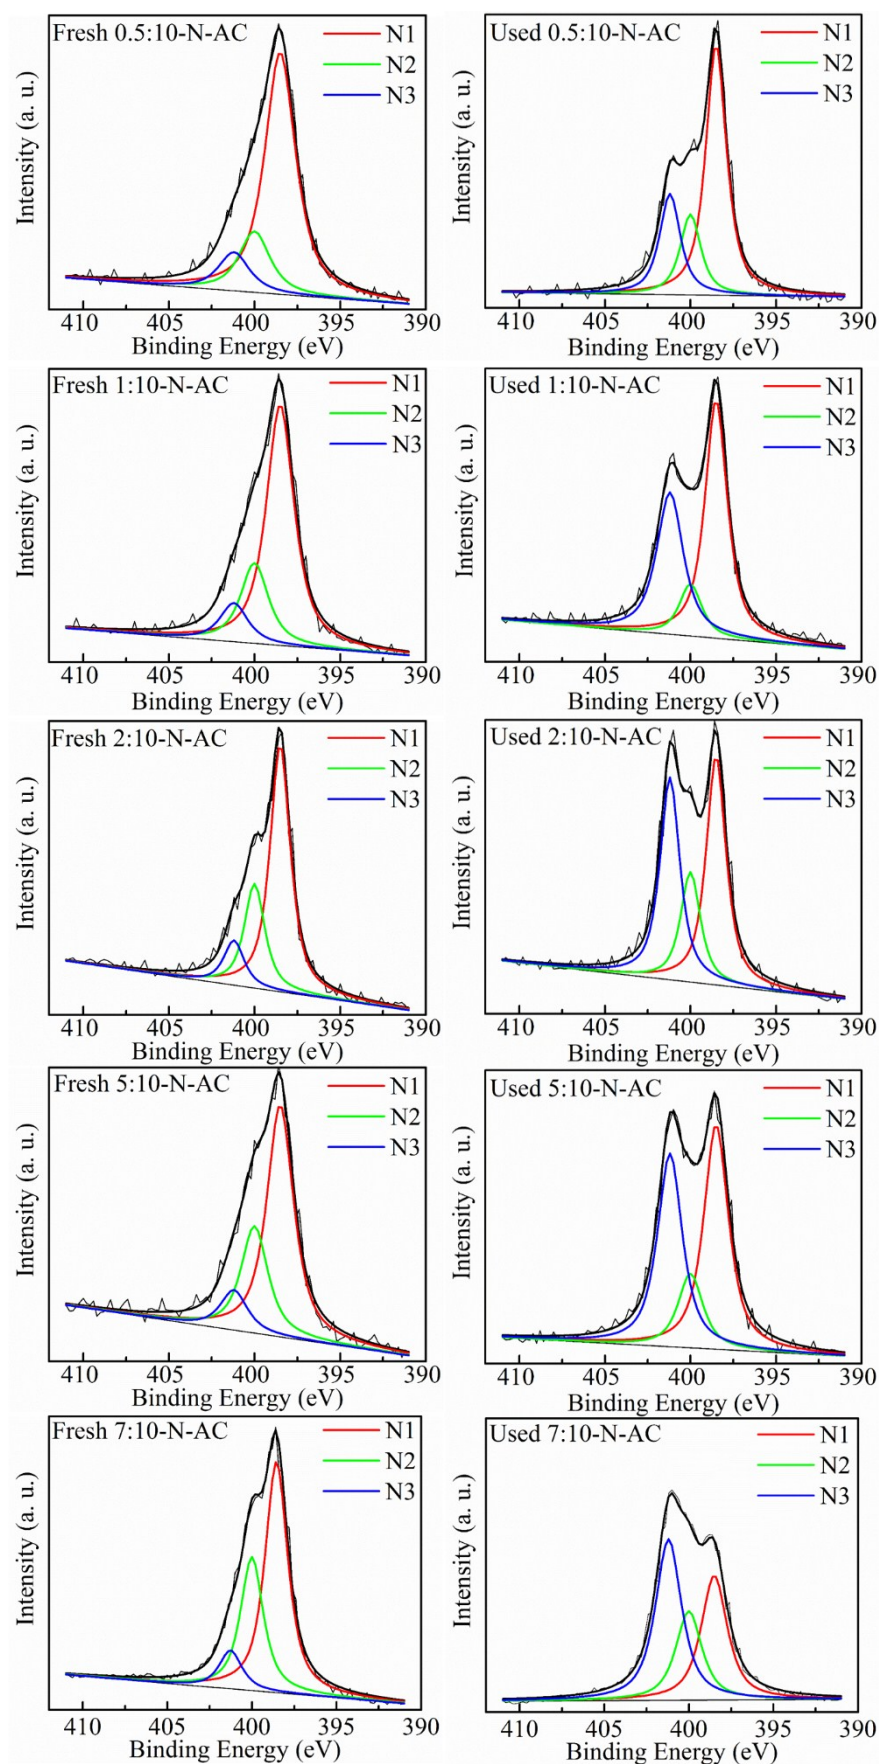 Fresh 0.5:10-N-AC
N1
N2
N3
Intensity (a. u.)
410 405 400 395 390
Binding Energy (eV)
Used 0.5:10-N-AC
N1
N2
N3
Intensity (a. u.)
410 405 400 395 390
Binding Energy (eV)
Fresh 1:10-N-AC
N1
N2
N3
Intensity (a. u.)
410 405 400 395 390
Binding Energy (eV)
Used 1:10-N-AC
N1
N2
N3
Intensity (a. u.)
410 405 400 395 390
Binding Energy (eV)
Fresh 2:10-N-AC
N1
N2
N3
Intensity (a. u.)
410 405 400 395 390
Binding Energy (eV)
Used 2:10-N-AC
N1
N2
N3
Intensity (a. u.)
410 405 400 395 390
Binding Energy (eV)
Fresh 5:10-N-AC
N1
N2
N3
Intensity (a. u.)
410 405 400 395 390
Binding Energy (eV)
Used 5:10-N-AC
N1
N2
N3
Intensity (a. u.)
410 405 400 395 390
Binding Energy (eV)
Fresh 7:10-N-AC
N1
N2
N3
Intensity (a. u.)
410 405 400 395 390
Binding Energy (eV)
Used 7:10-N-AC
N1
N2
N3
Intensity (a. u.)
410 405 400 395 390
Binding Energy (eV)